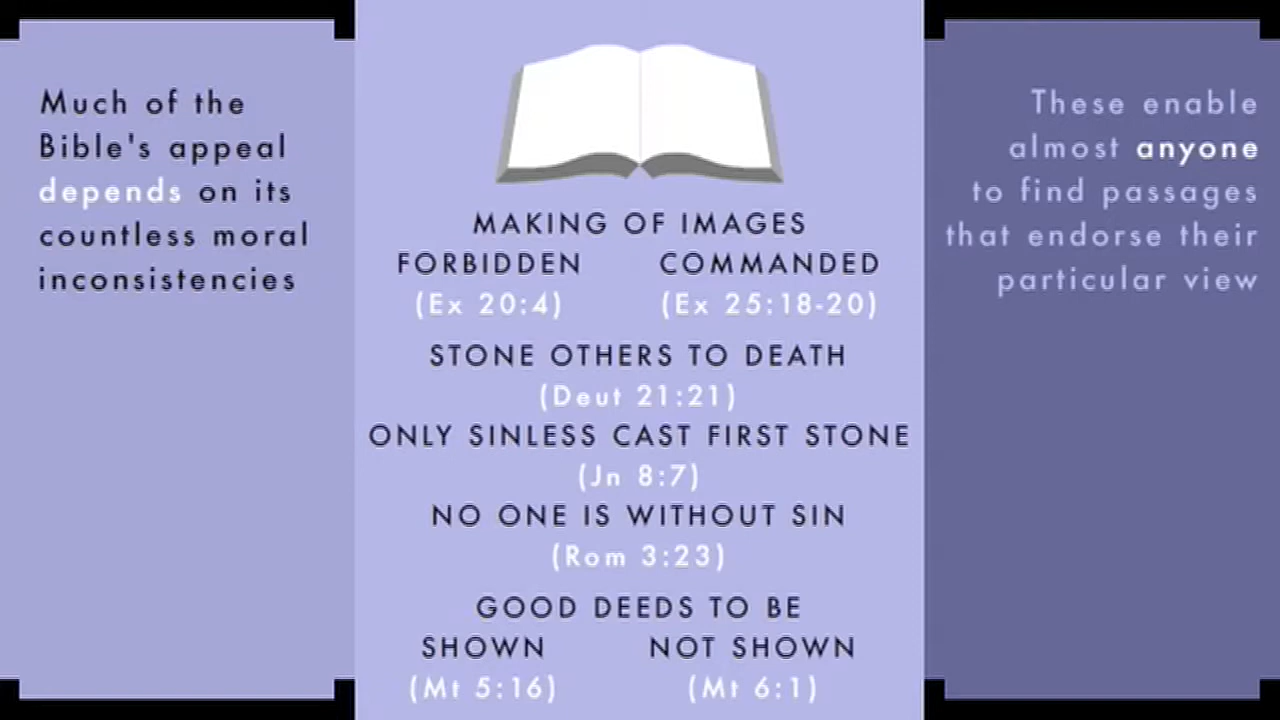 Much of the
Bible's appeal
depends on its
countless moral
inconsistencies
MAKING OF IMAGES
FORBIDDEN COMMANDED
(Ex 20:4) (Ex 25:18-20)
STONE OTHERS TO DEATH
(Deut 21:21)
ONLY SINLESS CAST FIRST STONE
(Jn 8:7)
NO ONE IS WITHOUT SIN
(Rom 3:23)
GOOD DEEDS TO BE
SHOWN NOT SHOWN
(Mt 5:16) (Mt 6:1)
These enable
almost anyone
to find passages
that endorse their
particular view